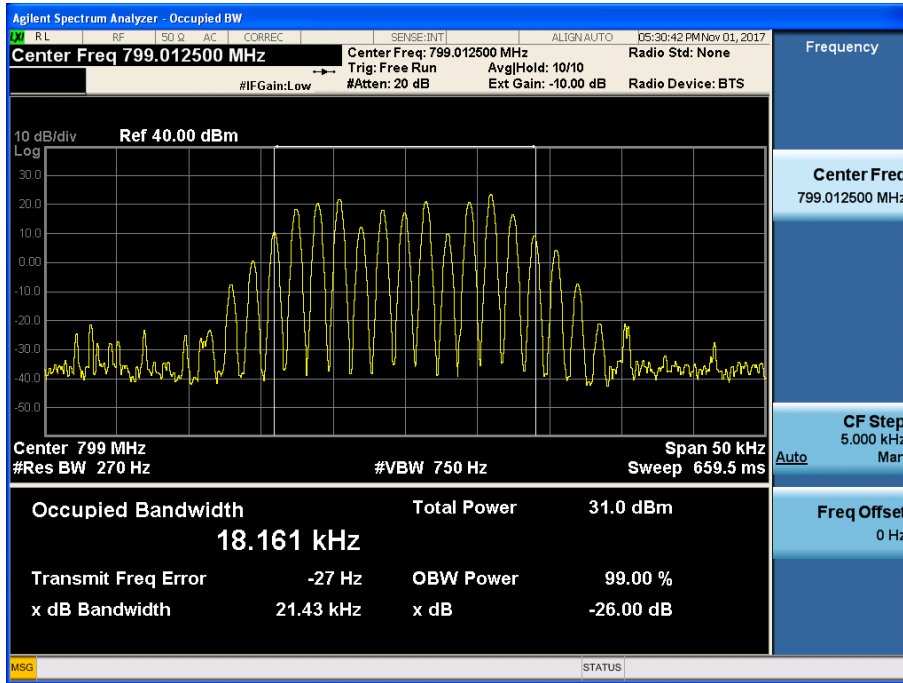 Agilent Spectrum Analyzer - Occupied BW
LXI RL RF 50 Ω AC CORREC SENSE:INT ALIGN AUTO 05:30:42 PM Nov 01, 2017
Center Freq 799.012500 MHz
Center Freq: 799.012500 MHz Radio Std: None
Trig: Free Run Avg|Hold: 10/10
#IFGain:Low #Atten: 20 dB Ext Gain: -10.00 dB Radio Device: BTS
10 dB/div Ref 40.00 dBm
Log
30.0
20.0
10.0
0.00
-10.0
-20.0
-30.0
-40.0
-50.0
Center 799 MHz Span 50 kHz
#Res BW 270 Hz #VBW 750 Hz Sweep 659.5 ms
Occupied Bandwidth Total Power 31.0 dBm
18.161 kHz
Transmit Freq Error -27 Hz OBW Power 99.00 %
x dB Bandwidth 21.43 kHz x dB -26.00 dB
MSG STATUS
Frequency
Center Freq
799.012500 MHz
CF Step
5.000 kHz
Auto Man
Freq Offset
0 Hz